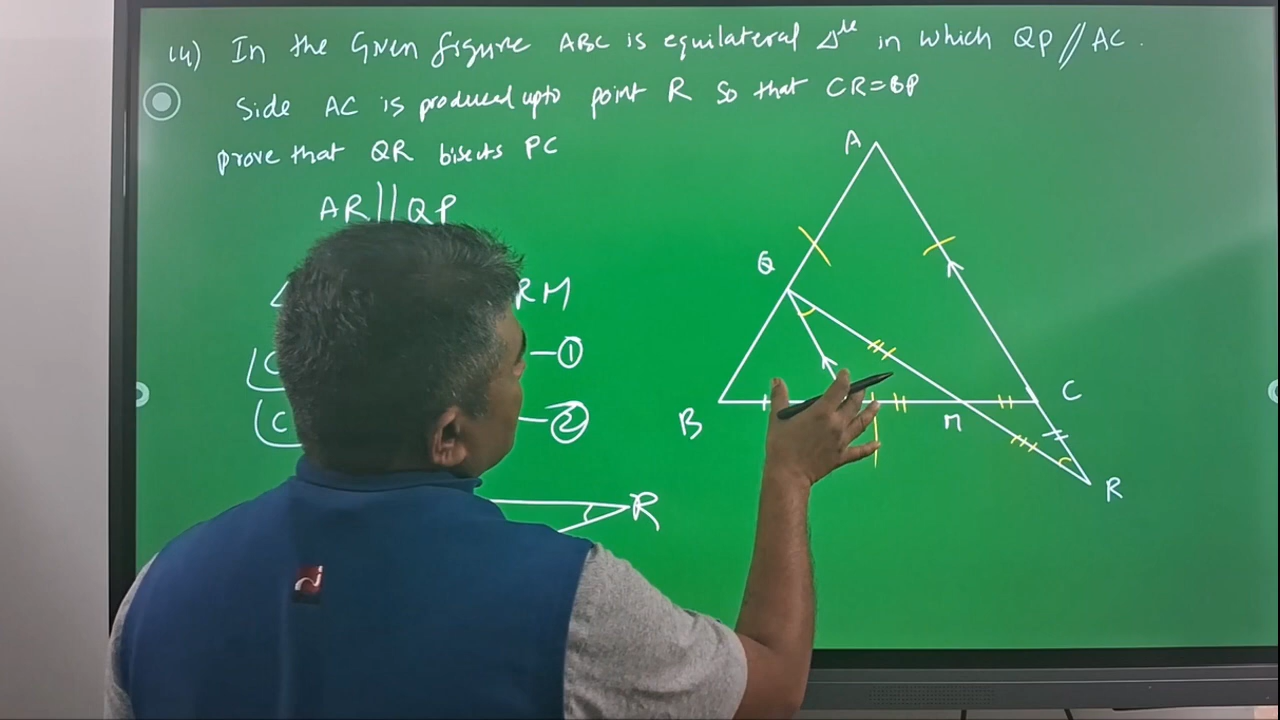 14) In the Given figure ABC is equilateral Δle in which QP // AC.
Side AC is produced upto point R so that CR=BP
prove that QR bisects PC
AR || QP
RM
C
— ①
C
— ②
R
A
Q
B
M
C
R